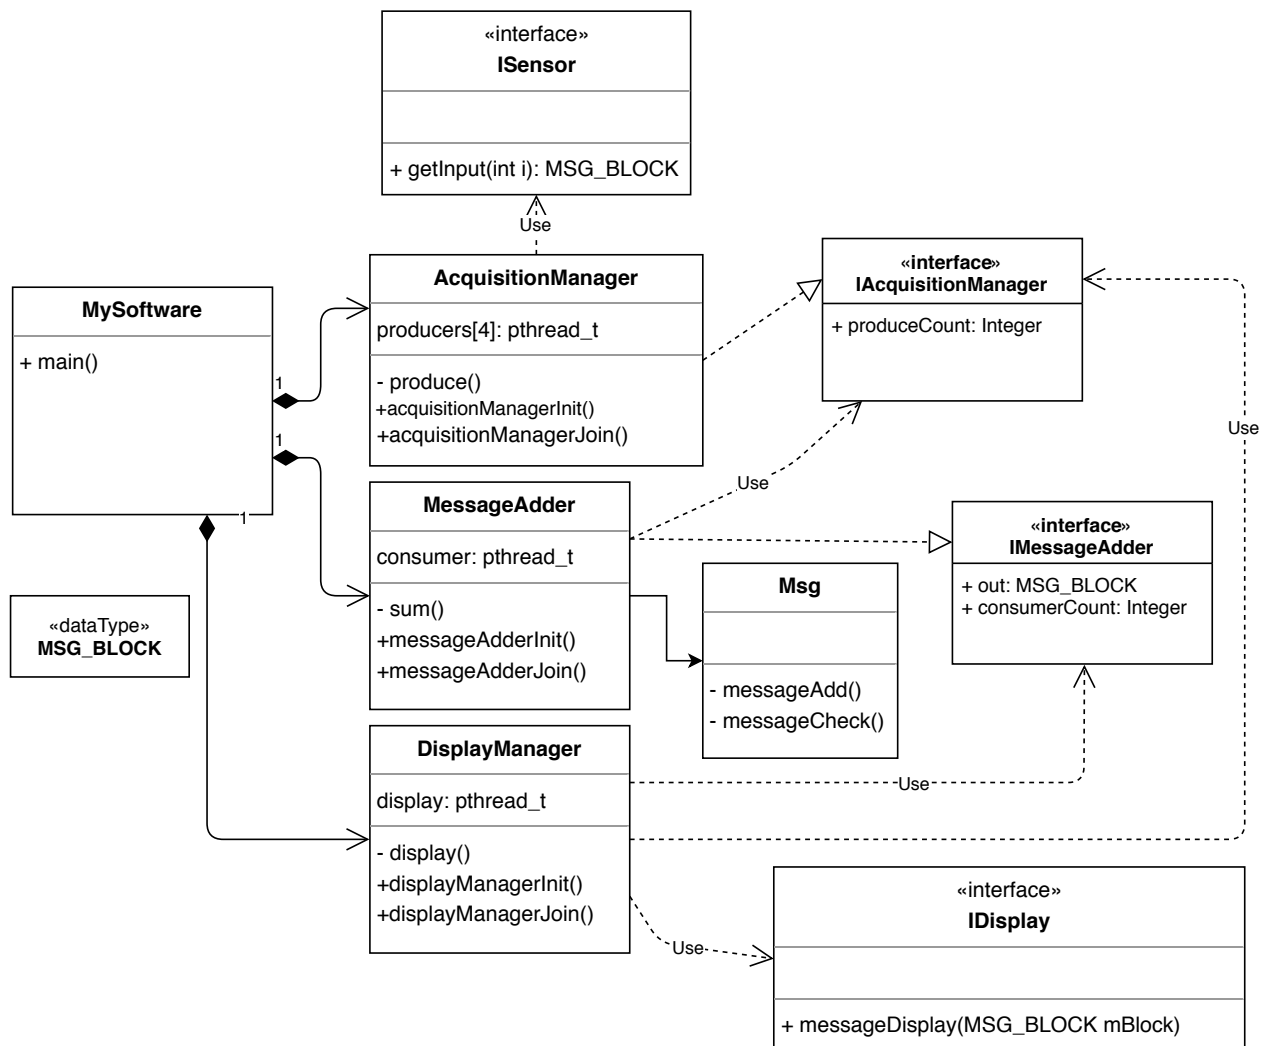 «interface»
ISensor
+ getInput(int i): MSG_BLOCK
Use
AcquisitionManager
producers[4]: pthread_t
- produce()
+acquisitionManagerInit()
+acquisitionManagerJoin()
«interface»
IAcquisitionManager
+ produceCount: Integer
MySoftware
+ main()
1
1
1
Use
Use
MessageAdder
consumer: pthread_t
- sum()
+messageAdderInit()
+messageAdderJoin()
«interface»
IMessageAdder
+ out: MSG_BLOCK
+ consumerCount: Integer
Msg
- messageAdd()
- messageCheck()
«dataType»
MSG_BLOCK
DisplayManager
display: pthread_t
- display()
+displayManagerInit()
+displayManagerJoin()
Use
Use
«interface»
IDisplay
+ messageDisplay(MSG_BLOCK mBlock)